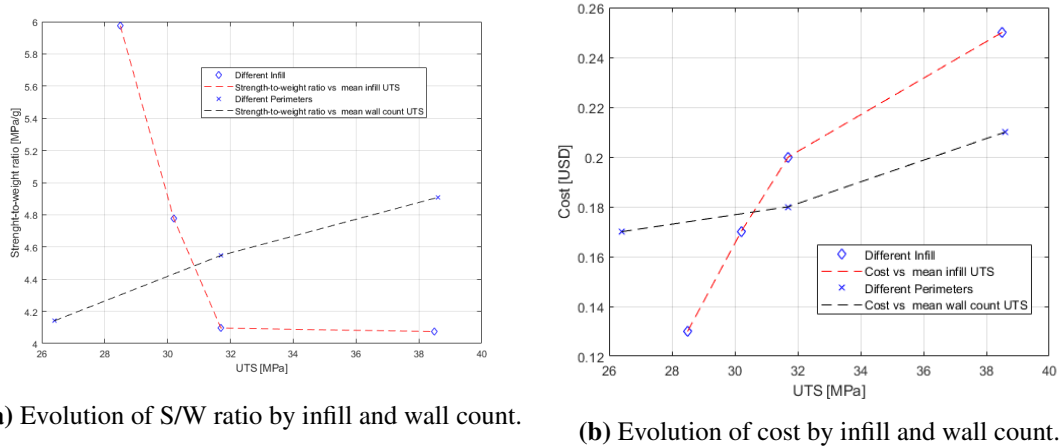 6
5.8
5.6
5.4
5.2
5
4.8
4.6
4.4
4.2
4
Strenght-to-weight ratio [MPa/g]
Different Infill
Strength-to-weight ratio vs mean infill UTS
Different Perimeters
Strength-to-weight ratio vs mean wall count UTS
26 28 30 32 34 36 38 40
UTS [MPa]
) Evolution of S/W ratio by infill and wall count.
0.26
0.24
0.22
0.2
0.18
0.16
0.14
0.12
Cost [USD]
Different Infill
Cost vs mean infill UTS
Different Perimeters
Cost vs mean wall count UTS
26 28 30 32 34 36 38 40
UTS [MPa]
(b) Evolution of cost by infill and wall count.